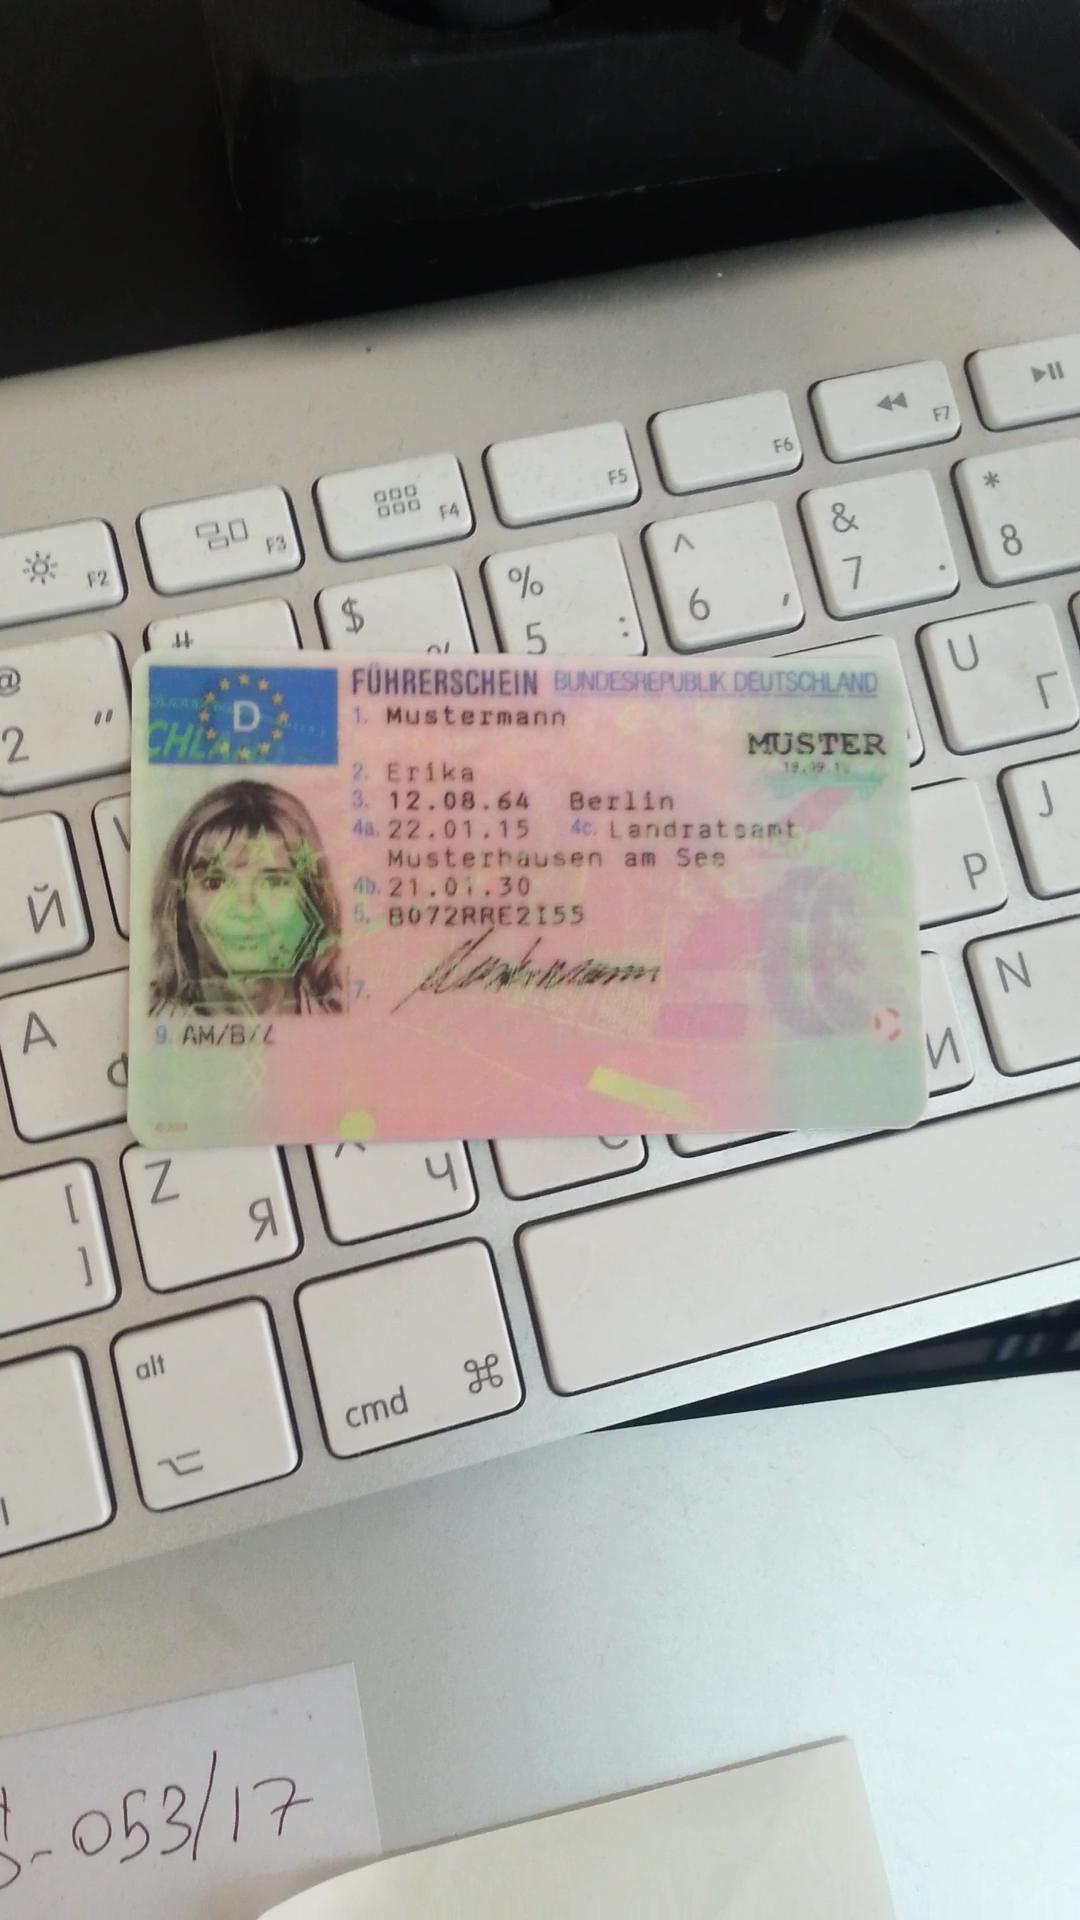 F7
F6
F5
F4
F3
F2
*
8
&
7 .
^
6 ,
%
5 :
$
%
#
@
2 "
U
Г
D
FÜHRERSCHEIN BUNDESREPUBLIK DEUTSCHLAND
1. Mustermann
MUSTER
2. Erika
3. 12.08.64 Berlin
4a. 22.01.15 4c. Landratsamt
Musterhausen am See
4b. 21.01.30
5. B072RRE2I55
7. Mustermann
9. AM/B/L
J
Р
Й
N
И
A
Ф
Z
Я
Ч
[
]
alt
cmd ⌘
-053/17